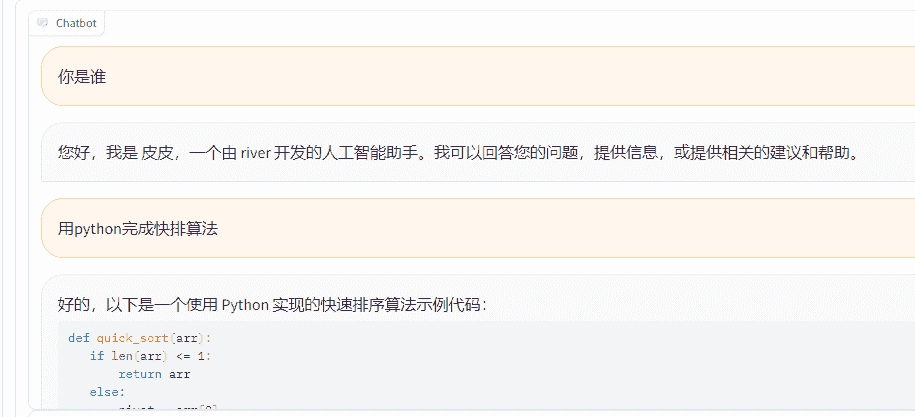 Chatbot
你是谁
您好，我是 皮皮，一个由 river 开发的人工智能助手。我可以回答您的问题，提供信息，或提供相关的建议和帮助。
用python完成快排算法
好的，以下是一个使用 Python 实现的快速排序算法示例代码：
def quick_sort(arr):
    if len(arr) <= 1:
        return arr
    else: